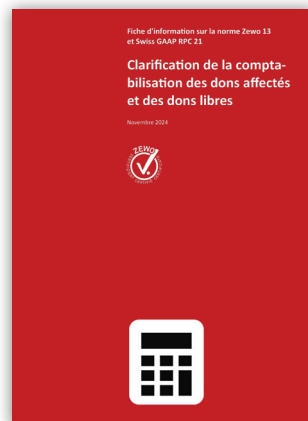 Fiche d'information sur la norme Zewo 13
et Swiss GAAP RPC 21
Clarification de la compta-
bilisation des dons affectés
et des dons libres
Novembre 2024
ZEWO